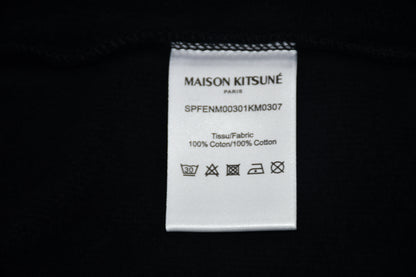 MAISON KITSUNÉ
PARIS
SPFENM00301KM0307
Tissu/Fabric
100% Coton/100% Cotton
30